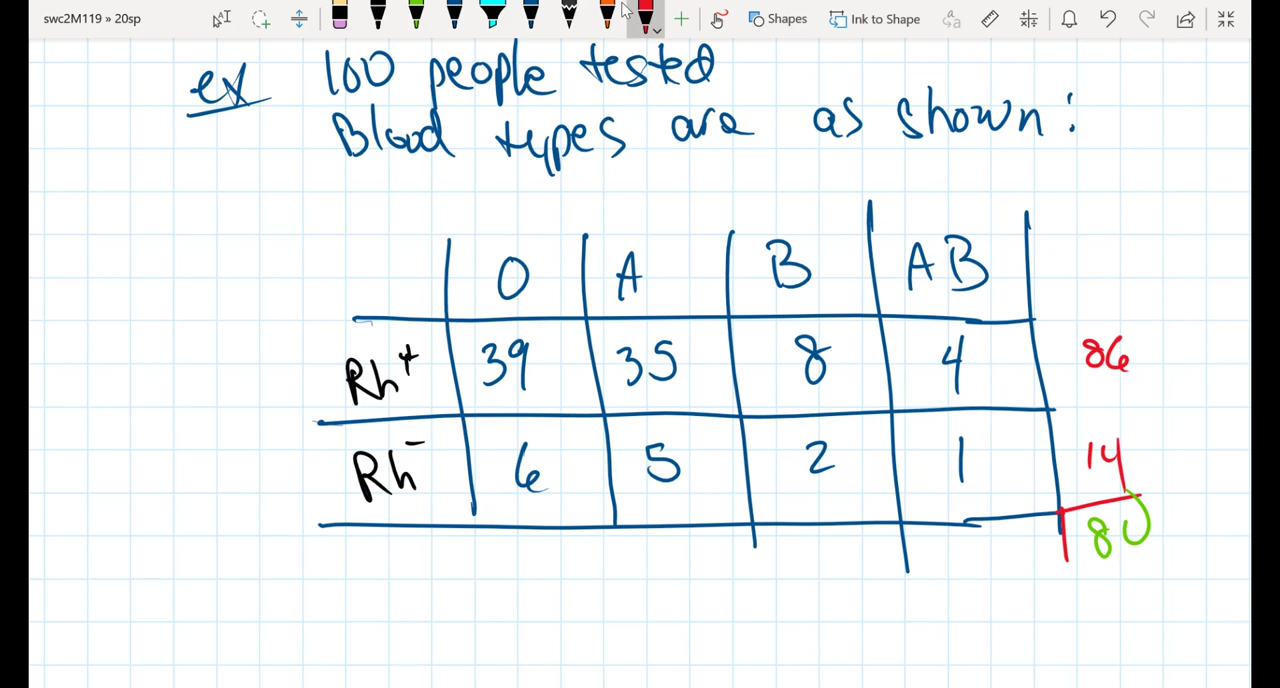 swc2M119 » 20sp Shapes Ink to Shape
ex 100 people tested
Blood types are as shown:
O A B AB
Rh+ 39 35 8 4 86
Rh- 6 5 2 1 14
80